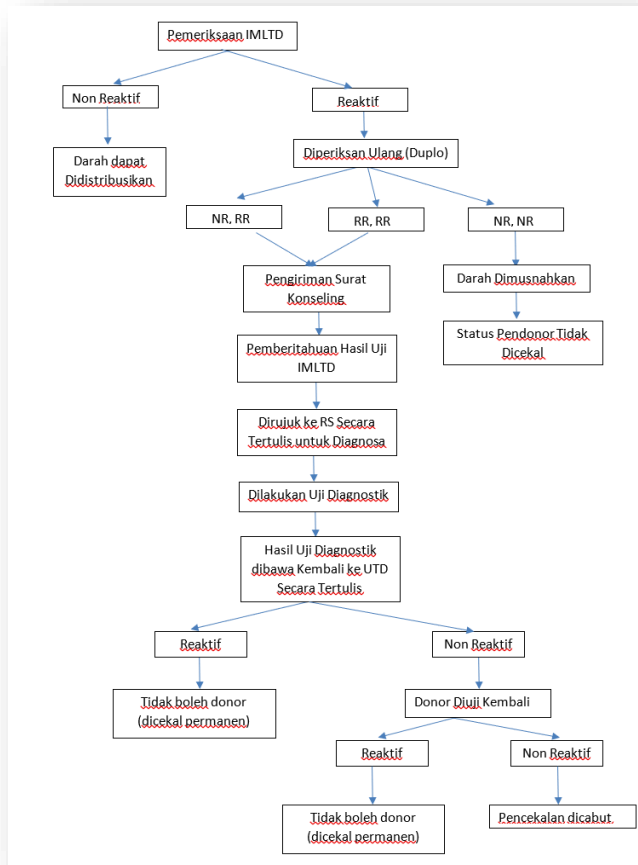 Pemeriksaan IMLTD
Non Reaktif
Reaktif
Darah dapat
Didistribusikan
Diperiksan Ulang (Duplo)
NR, RR
RR, RR
NR, NR
Pengiriman Surat
Konseling
Darah Dimusnahkan
Status Pendonor Tidak
Dicekal
Pemberitahuan Hasil Uji
IMLTD
Dirujuk ke RS Secara
Tertulis untuk Diagnosa
Dilakukan Uji Diagnostik
Hasil Uji Diagnostik
dibawa Kembali ke UTD
Secara Tertulis
Reaktif
Non Reaktif
Tidak boleh donor
(dicekal permanen)
Donor Diuji Kembali
Reaktif
Non Reaktif
Tidak boleh donor
(dicekal permanen)
Pencekalan dicabut